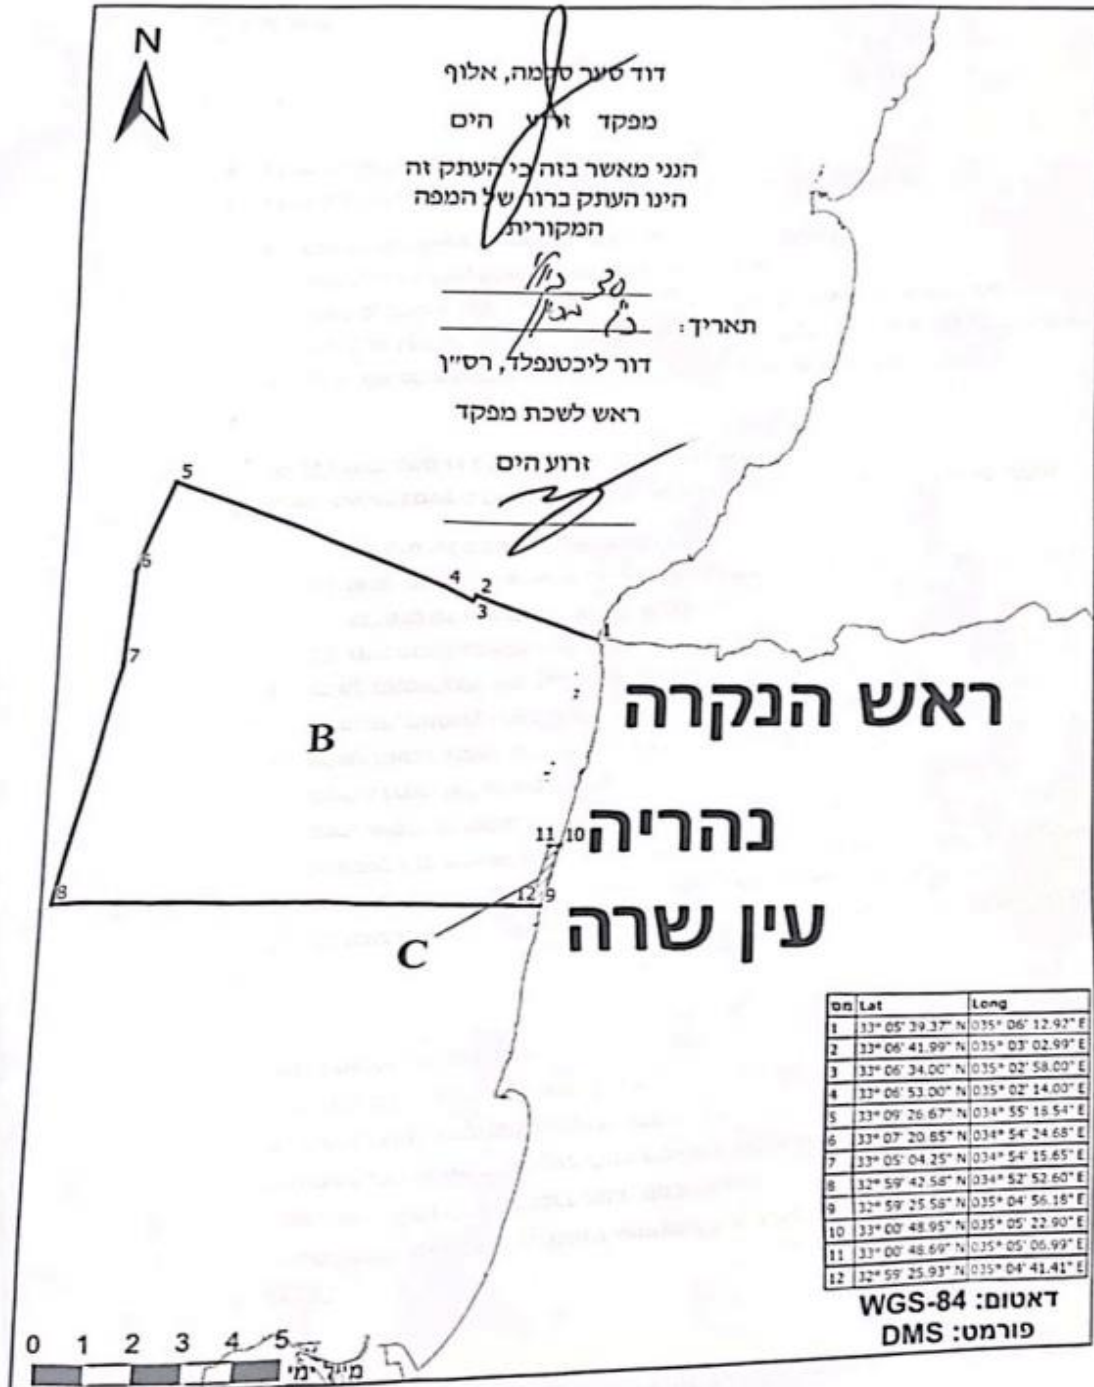 N
דוד סער סלמה, אלוף
מפקד זרוע הים
הנני מאשר בזה כי העתק זה
הינו העתק ברור של המפה
המקורית
30
תאריך:
דור ליכטנפלד, רס"ן
ראש לשכת מפקד
זרוע הים
5
6
4
2
3
1
7
B
ראש הנקרה
נהריה
11
10
8
12
9
עין שרה
C
מס Lat Long
1 33° 05' 39.37" N 035° 06' 12.92" E
2 33° 06' 41.99" N 035° 03' 02.99" E
3 33° 06' 34.00" N 035° 02' 58.00" E
4 33° 06' 53.00" N 035° 02' 14.00" E
5 33° 09' 26.67" N 034° 55' 18.54" E
6 33° 07' 20.85" N 034° 54' 24.68" E
7 33° 05' 04.25" N 034° 54' 15.65" E
8 32° 59' 42.58" N 034° 52' 52.60" E
9 32° 59' 25.58" N 035° 04' 56.18" E
10 33° 00' 48.95" N 035° 05' 22.90" E
11 33° 00' 48.69" N 035° 05' 06.99" E
12 32° 59' 25.93" N 035° 04' 41.41" E
דאטום: WGS-84
פורמט: DMS
0 1 2 3 4 5
מייל ימי